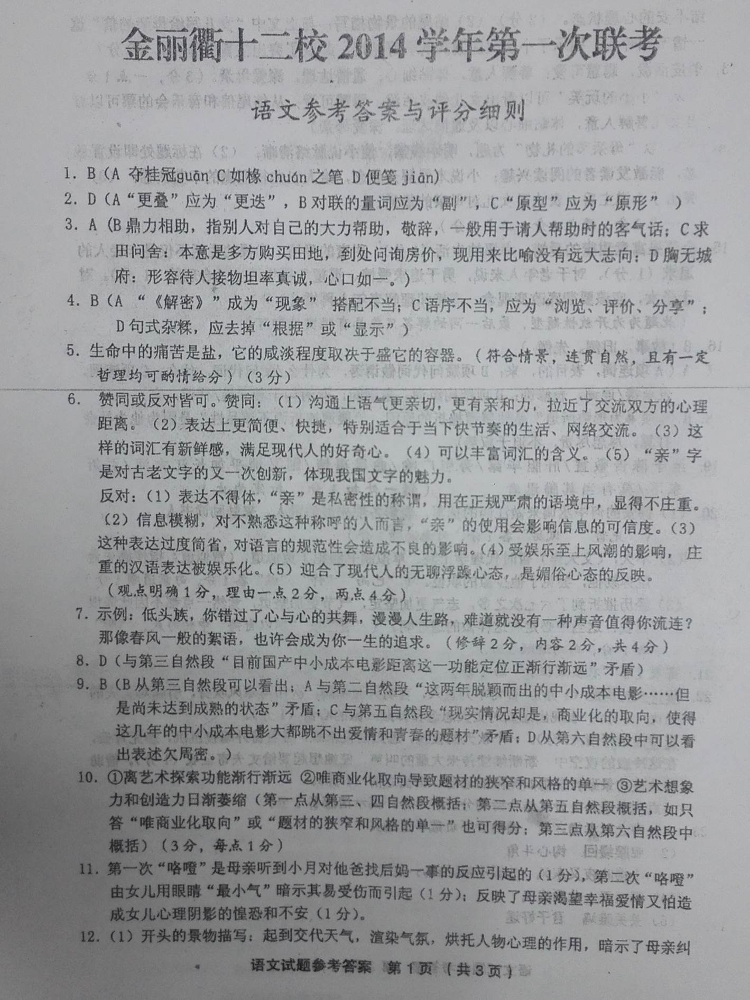 金丽衢十二校 2014 学年第一次联考
语文参考答案与评分细则
1. B（A 夺桂冠guān C 如椽 chuán 之笔 D 便笺 jiān）
2. D（A“更叠”应为“更迭”，B 对联的量词应为“副”，C“原型”应为“原形” ）
3. A（B 鼎力相助，指别人对自己的大力帮助，敬辞，一般用于请人帮助时的客气话；C 求
田问舍：本意是多方购买田地，到处问询房价，现用来比喻没有远大志向；D 胸无城
府：形容待人接物坦率真诚，心口如一。）
4. B（A “《解密》”成为“现象” 搭配不当；C 语序不当，应为“浏览、评价、分享”；
D 句式杂糅，应去掉“根据”或“显示”）
5. 生命中的痛苦是盐，它的咸淡程度取决于盛它的容器。（符合情景，连贯自然，且有一定
哲理均可酌情给分）（3 分）
6. 赞同或反对皆可。赞同：（1）沟通上语气更亲切，更有亲和力，拉近了交流双方的心理
距离。（2）表达上更简便、快捷，特别适合于当下快节奏的生活、网络交流。（3）这
样的词汇有新鲜感，满足现代人的好奇心。（4）可以丰富词汇的含义。（5）“亲”字
是对古老文字的又一次创新，体现我国文字的魅力。
反对：（1）表达不得体，“亲”是私密性的称谓，用在正规严肃的语境中，显得不庄重。
（2）信息模糊，对不熟悉这种称呼的人而言，“亲”的使用会影响信息的可信度。（3）
这种表达过度简省，对语言的规范性会造成不良的影响。（4）受娱乐至上风潮的影响，庄
重的汉语表达被娱乐化。（5）迎合了现代人的无聊浮躁心态，是媚俗心态的反映。
（观点明确 1 分，理由一点 2 分，两点 4 分）
7. 示例：低头族，你错过了心与心的共舞，漫漫人生路，难道就没有一种声音值得你流连？
那像春风一般的絮语，也许会成为你一生的追求。（修辞 2 分，内容 2 分，共 4 分）
8. D（与第三自然段“目前国产中小成本电影距离这一功能定位正渐行渐远”矛盾）
9. B（B 从第三自然段可以看出；A 与第二自然段“这两年脱颖而出的中小成本电影……但
是尚未达到成熟的状态”矛盾；C 与第五自然段“现实情况却是，商业化的取向，使得
这几年的中小成本电影大都跳不出爱情和青春的题材”矛盾；D 从第六自然段中可以看
出表述欠周密。）
10. ①离艺术探索功能渐行渐远 ②唯商业化取向导致题材的狭窄和风格的单一 ③艺术想象
力和创造力日渐萎缩（第一点从第三、四自然段概括；第二点从第五自然段概括，如只
答“唯商业化取向”或“题材的狭窄和风格的单一”也可得分；第三点从第六自然段中
概括）（3 分，每点 1 分）
11. 第一次“咯噔”是母亲听到小月对他爸找后妈一事的反应引起的（1 分），第二次“咯噔”
由女儿用眼睛“最小气”暗示其易受伤而引起（1 分）；反映了母亲渴望幸福爱情又怕造
成女儿心理阴影的惶恐和不安（1 分）。
12.（1）开头的景物描写：起到交代天气，渲染气氛，烘托人物心理的作用，暗示了母亲纠
语文试题参考答案 第 1 页 （共 3 页）